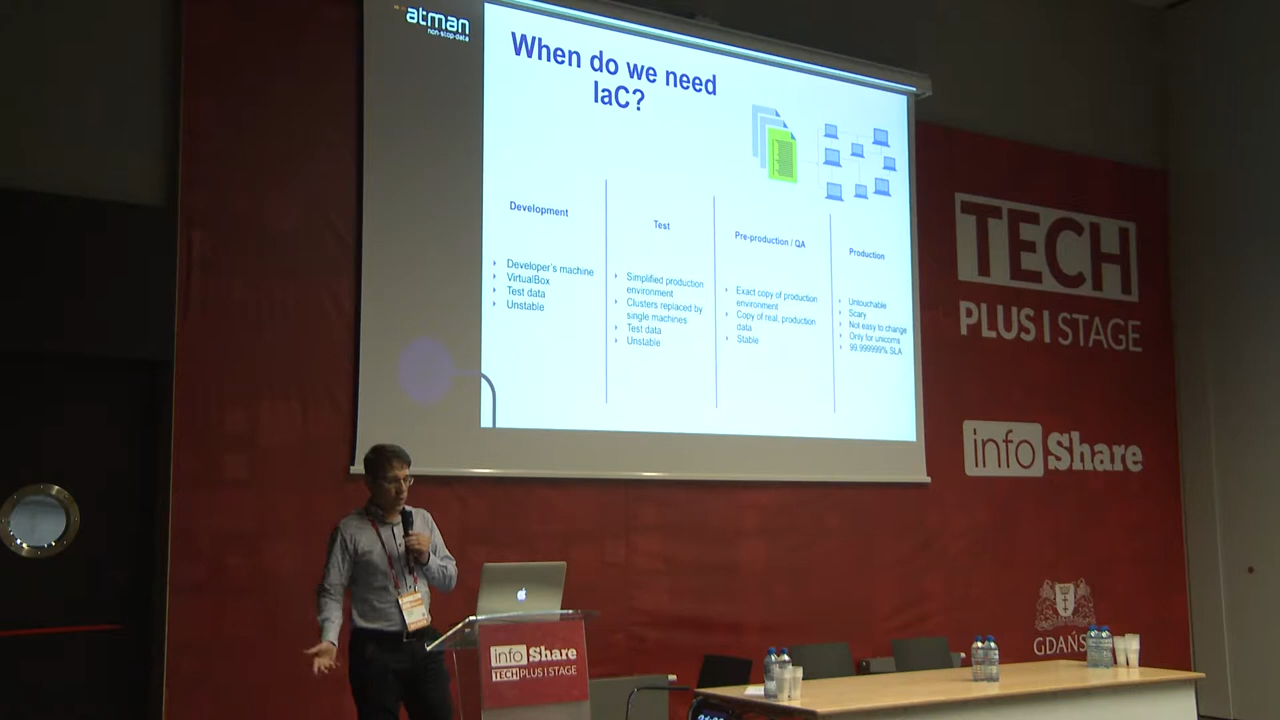 atman
non-stop-data
When do we need
IaC?
Development
Developer's machine
VirtualBox
Test data
Unstable
Test
Simplified production
environment
Clusters replaced by
single machines
Test data
Unstable
Pre-production / QA
Exact copy of production
environment
Copy of real, production
data
Stable
Production
Untouchable
Scary
Not easy to change
Only for unicorns
99.999999% SLA
TECH
PLUS | STAGE
info Share
GDAŃS
info Share
TECH PLUS | STAGE